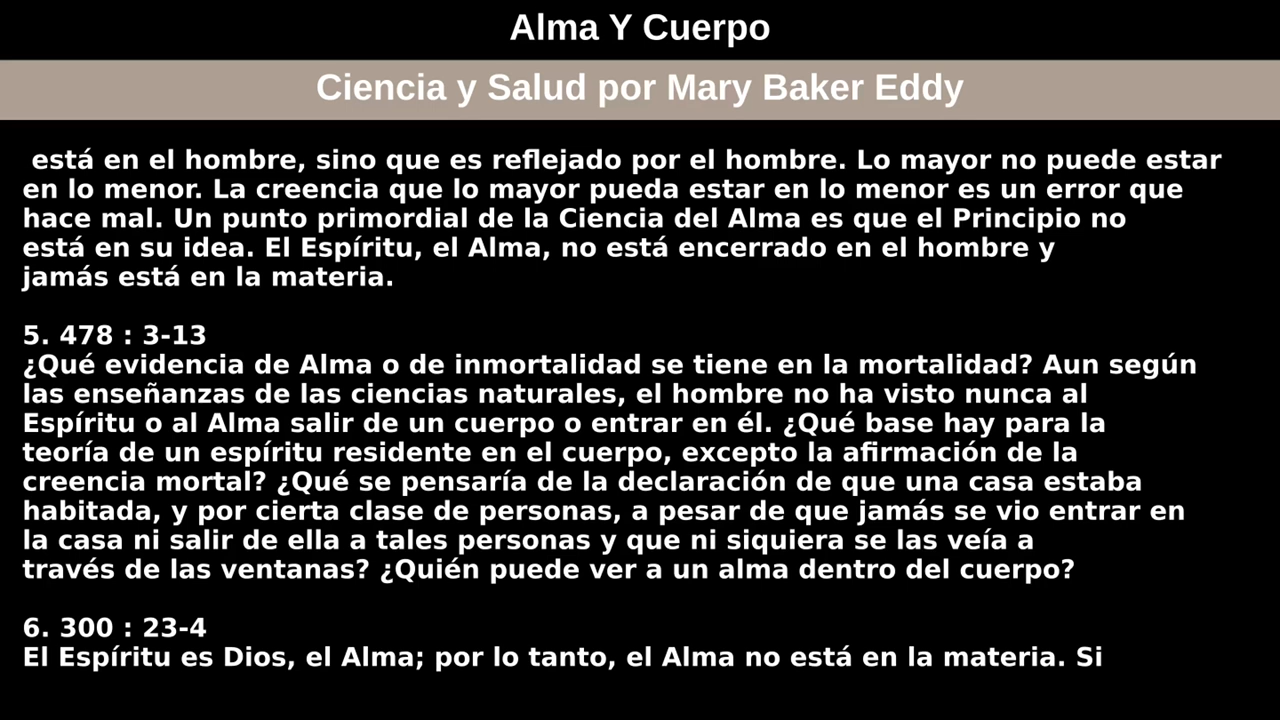 Alma Y Cuerpo
Ciencia y Salud por Mary Baker Eddy
está en el hombre, sino que es reflejado por el hombre. Lo mayor no puede estar
en lo menor. La creencia que lo mayor pueda estar en lo menor es un error que
hace mal. Un punto primordial de la Ciencia del Alma es que el Principio no
está en su idea. El Espíritu, el Alma, no está encerrado en el hombre y
jamás está en la materia.
5. 478 : 3-13
¿Qué evidencia de Alma o de inmortalidad se tiene en la mortalidad? Aun según
las enseñanzas de las ciencias naturales, el hombre no ha visto nunca al
Espíritu o al Alma salir de un cuerpo o entrar en él. ¿Qué base hay para la
teoría de un espíritu residente en el cuerpo, excepto la afirmación de la
creencia mortal? ¿Qué se pensaría de la declaración de que una casa estaba
habitada, y por cierta clase de personas, a pesar de que jamás se vio entrar en
la casa ni salir de ella a tales personas y que ni siquiera se las veía a
través de las ventanas? ¿Quién puede ver a un alma dentro del cuerpo?
6. 300 : 23-4
El Espíritu es Dios, el Alma; por lo tanto, el Alma no está en la materia. Si